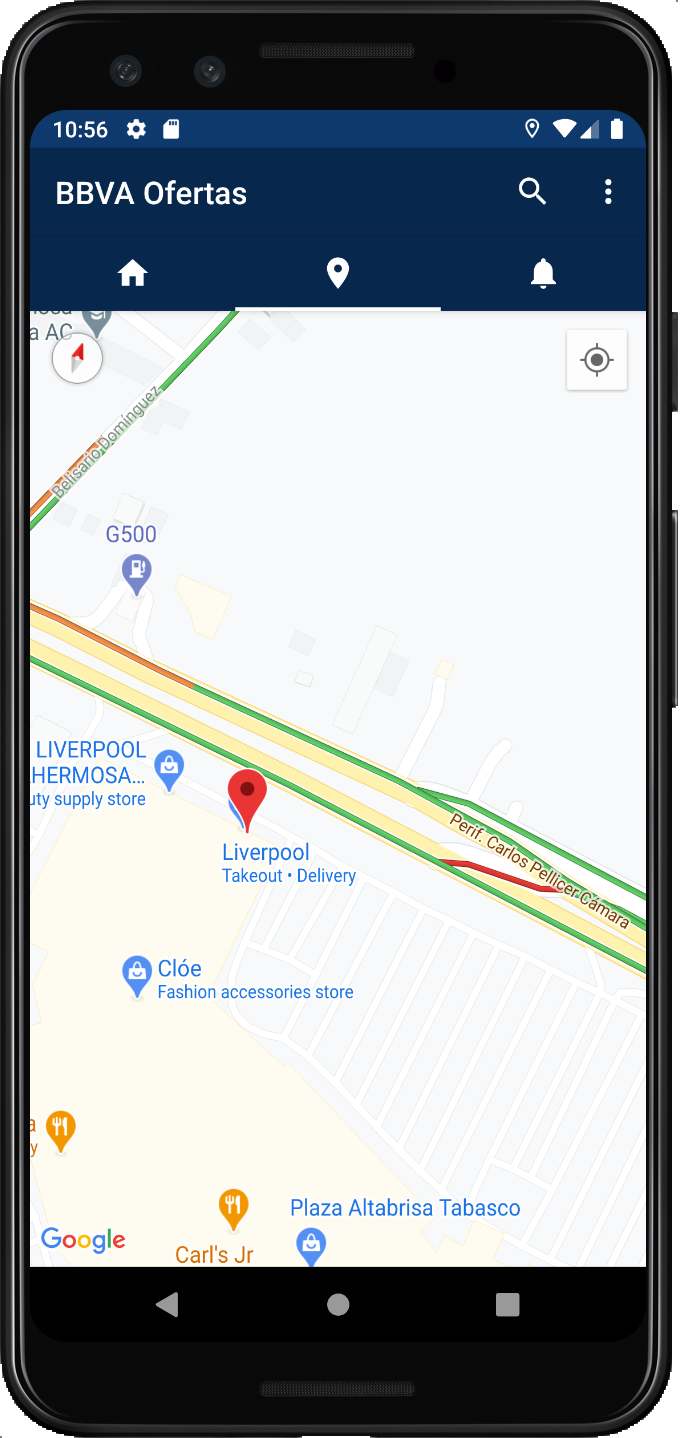 10:56
BBVA Ofertas
a AC
Belisario Domínguez
G500
LIVERPOOL
HERMOSA...
uty supply store
Perif. Carlos Pellicer Cámara
Liverpool
Takeout • Delivery
Clóe
Fashion accessories store
a
y
Plaza Altabrisa Tabasco
Carl's Jr
Google